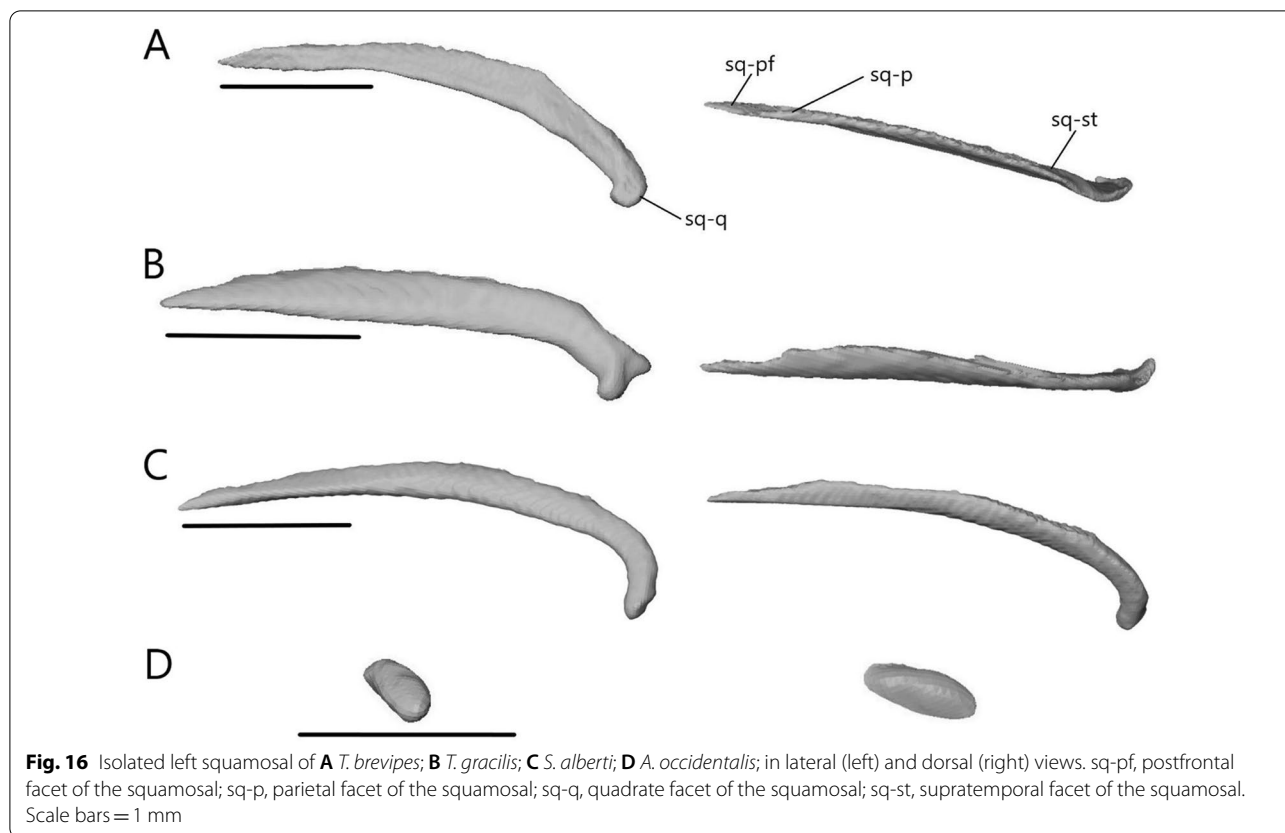 A
sq-pf
sq-p
sq-st
sq-q
B
C
D
Fig. 16 Isolated left squamosal of A T. brevipes; B T. gracilis; C S. alberti; D A. occidentalis; in lateral (left) and dorsal (right) views. sq-pf, postfrontal
facet of the squamosal; sq-p, parietal facet of the squamosal; sq-q, quadrate facet of the squamosal; sq-st, supratemporal facet of the squamosal.
Scale bars = 1 mm